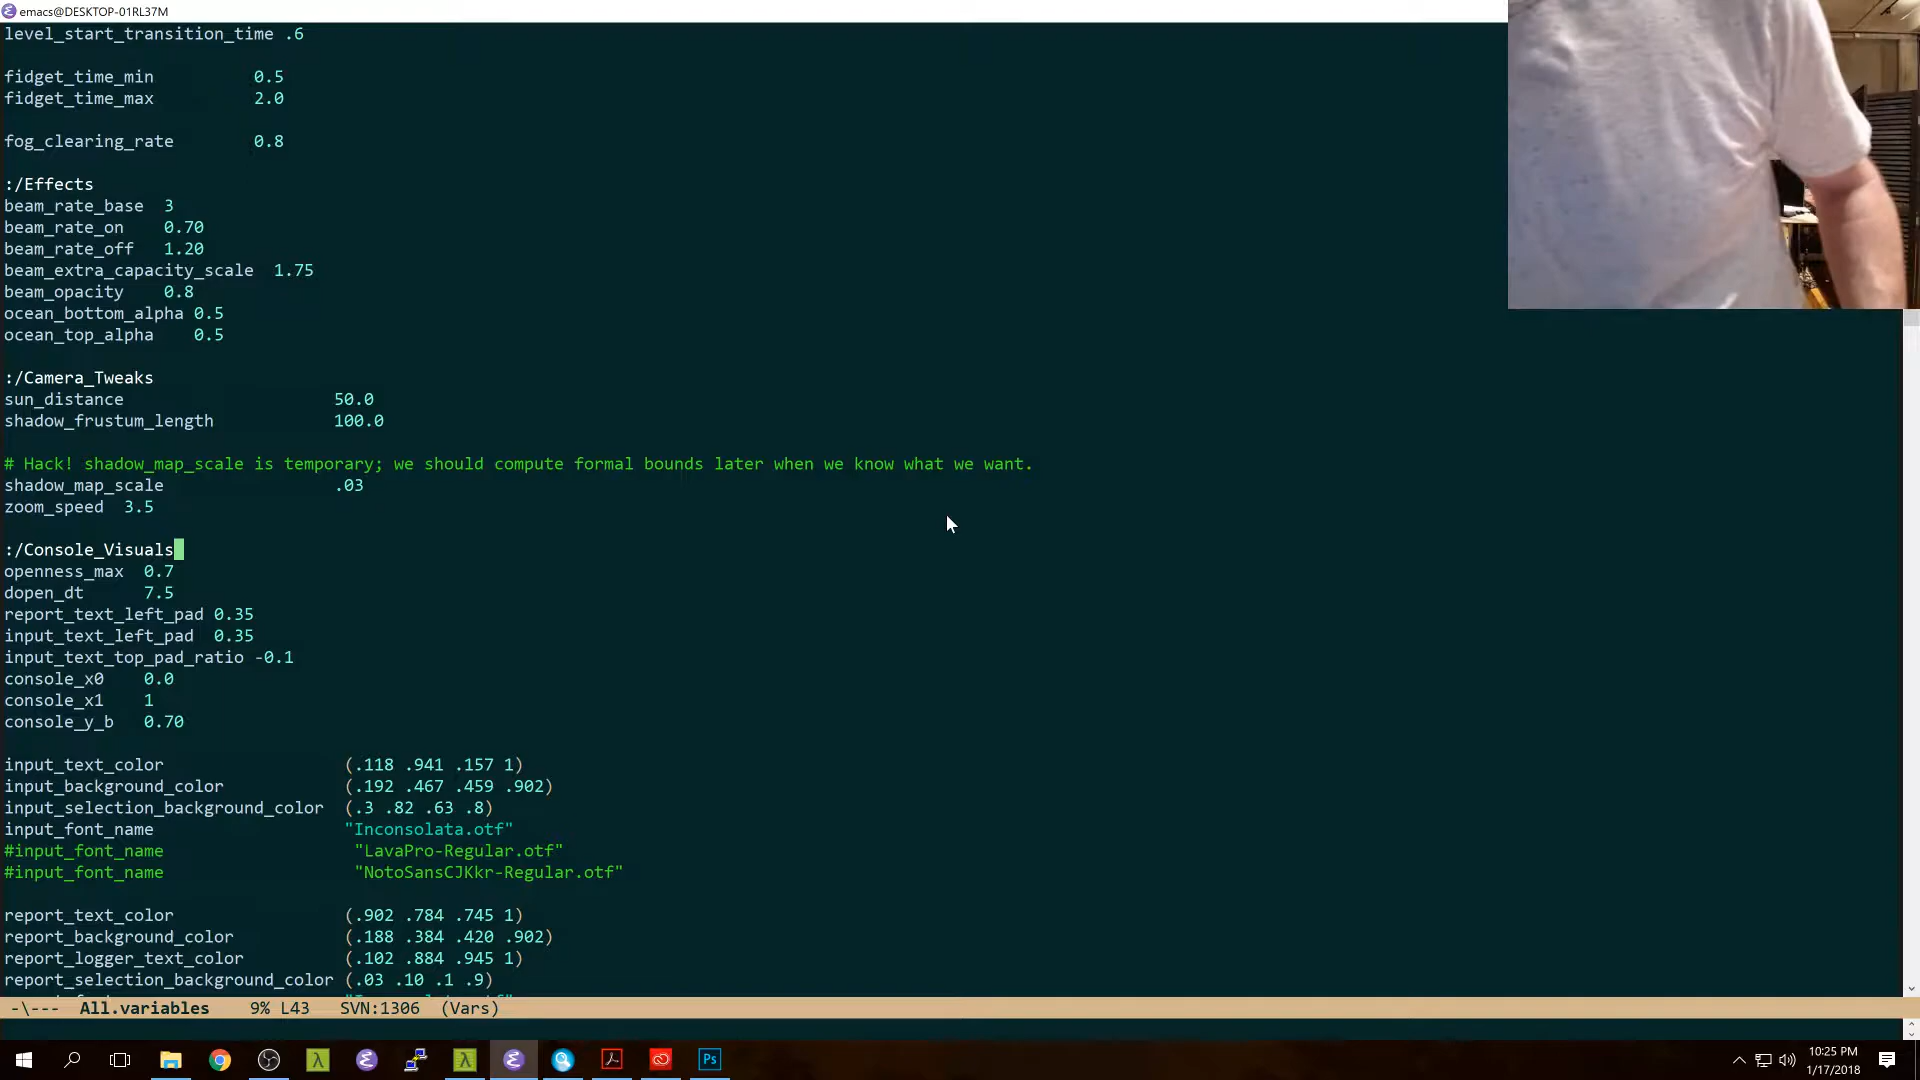 emacs@DESKTOP-01RL37M
level_start_transition_time .6
fidget_time_min 0.5
fidget_time_max 2.0
fog_clearing_rate 0.8
:/Effects
beam_rate_base 3
beam_rate_on 0.70
beam_rate_off 1.20
beam_extra_capacity_scale 1.75
beam_opacity 0.8
ocean_bottom_alpha 0.5
ocean_top_alpha 0.5
:/Camera_Tweaks
sun_distance 50.0
shadow_frustum_length 100.0
# Hack! shadow_map_scale is temporary; we should compute formal bounds later when we know what we want.
shadow_map_scale .03
zoom_speed 3.5
:/Console_Visuals
openness_max 0.7
dopen_dt 7.5
report_text_left_pad 0.35
input_text_left_pad 0.35
input_text_top_pad_ratio -0.1
console_x0 0.0
console_x1 1
console_y_b 0.70
input_text_color (.118 .941 .157 1)
input_background_color (.192 .467 .459 .902)
input_selection_background_color (.3 .82 .63 .8)
input_font_name "Inconsolata.otf"
#input_font_name "LavaPro-Regular.otf"
#input_font_name "NotoSansCJKkr-Regular.otf"
report_text_color (.902 .784 .745 1)
report_background_color (.188 .384 .420 .902)
report_logger_text_color (.102 .884 .945 1)
report_selection_background_color (.03 .10 .1 .9)
-\--- All.variables 9% L43 SVN:1306 (Vars)
Ps
10:25 PM
1/17/2018